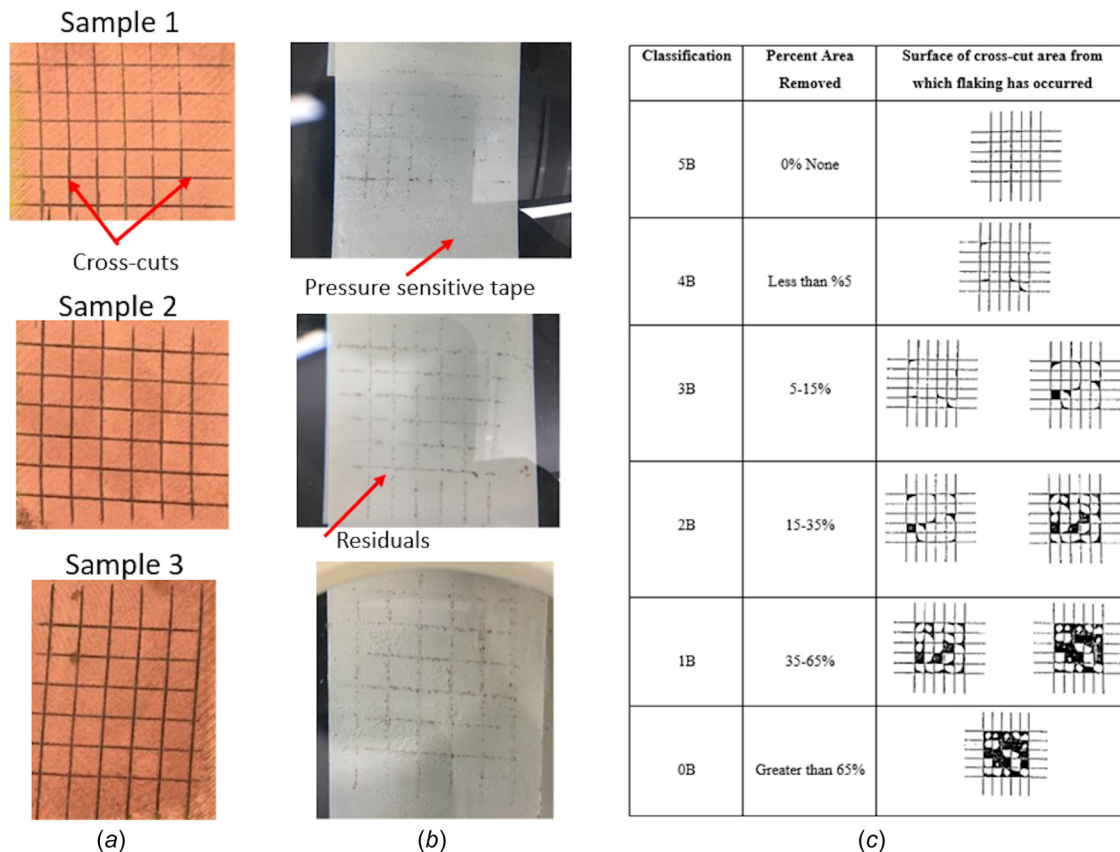 Sample 1
Cross-cuts
Pressure sensitive tape
Sample 2
Residuals
Sample 3
(a)
(b)
Classification
Percent Area
Removed
Surface of cross-cut area from
which flaking has occurred
5B
0% None
4B
Less than %5
3B
5-15%
2B
15-35%
1B
35-65%
0B
Greater than 65%
(c)